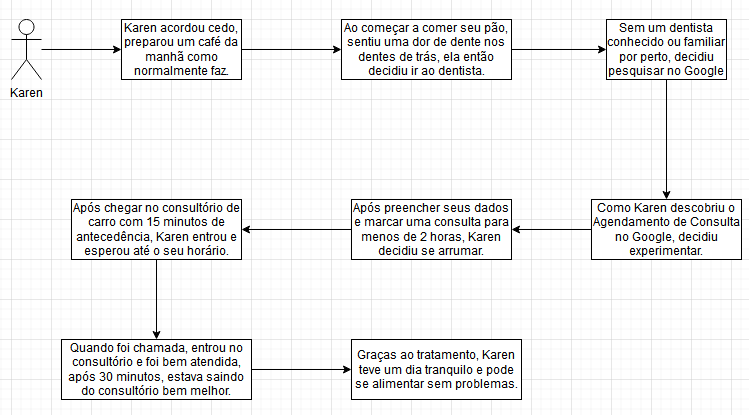 Karen
Karen acordou cedo,
preparou um café da
manhã como
normalmente faz.
Ao começar a comer seu pão,
sentiu uma dor de dente nos
dentes de trás, ela então
decidiu ir ao dentista.
Sem um dentista
conhecido ou familiar
por perto, decidiu
pesquisar no Google
Como Karen descobriu o
Agendamento de Consulta
no Google, decidiu
experimentar.
Após preencher seus dados
e marcar uma consulta para
menos de 2 horas, Karen
decidiu se arrumar.
Após chegar no consultório de
carro com 15 minutos de
antecedência, Karen entrou e
esperou até o seu horário.
Quando foi chamada, entrou no
consultório e foi bem atendida,
após 30 minutos, estava saindo
do consultório bem melhor.
Graças ao tratamento, Karen
teve um dia tranquilo e pode
se alimentar sem problemas.